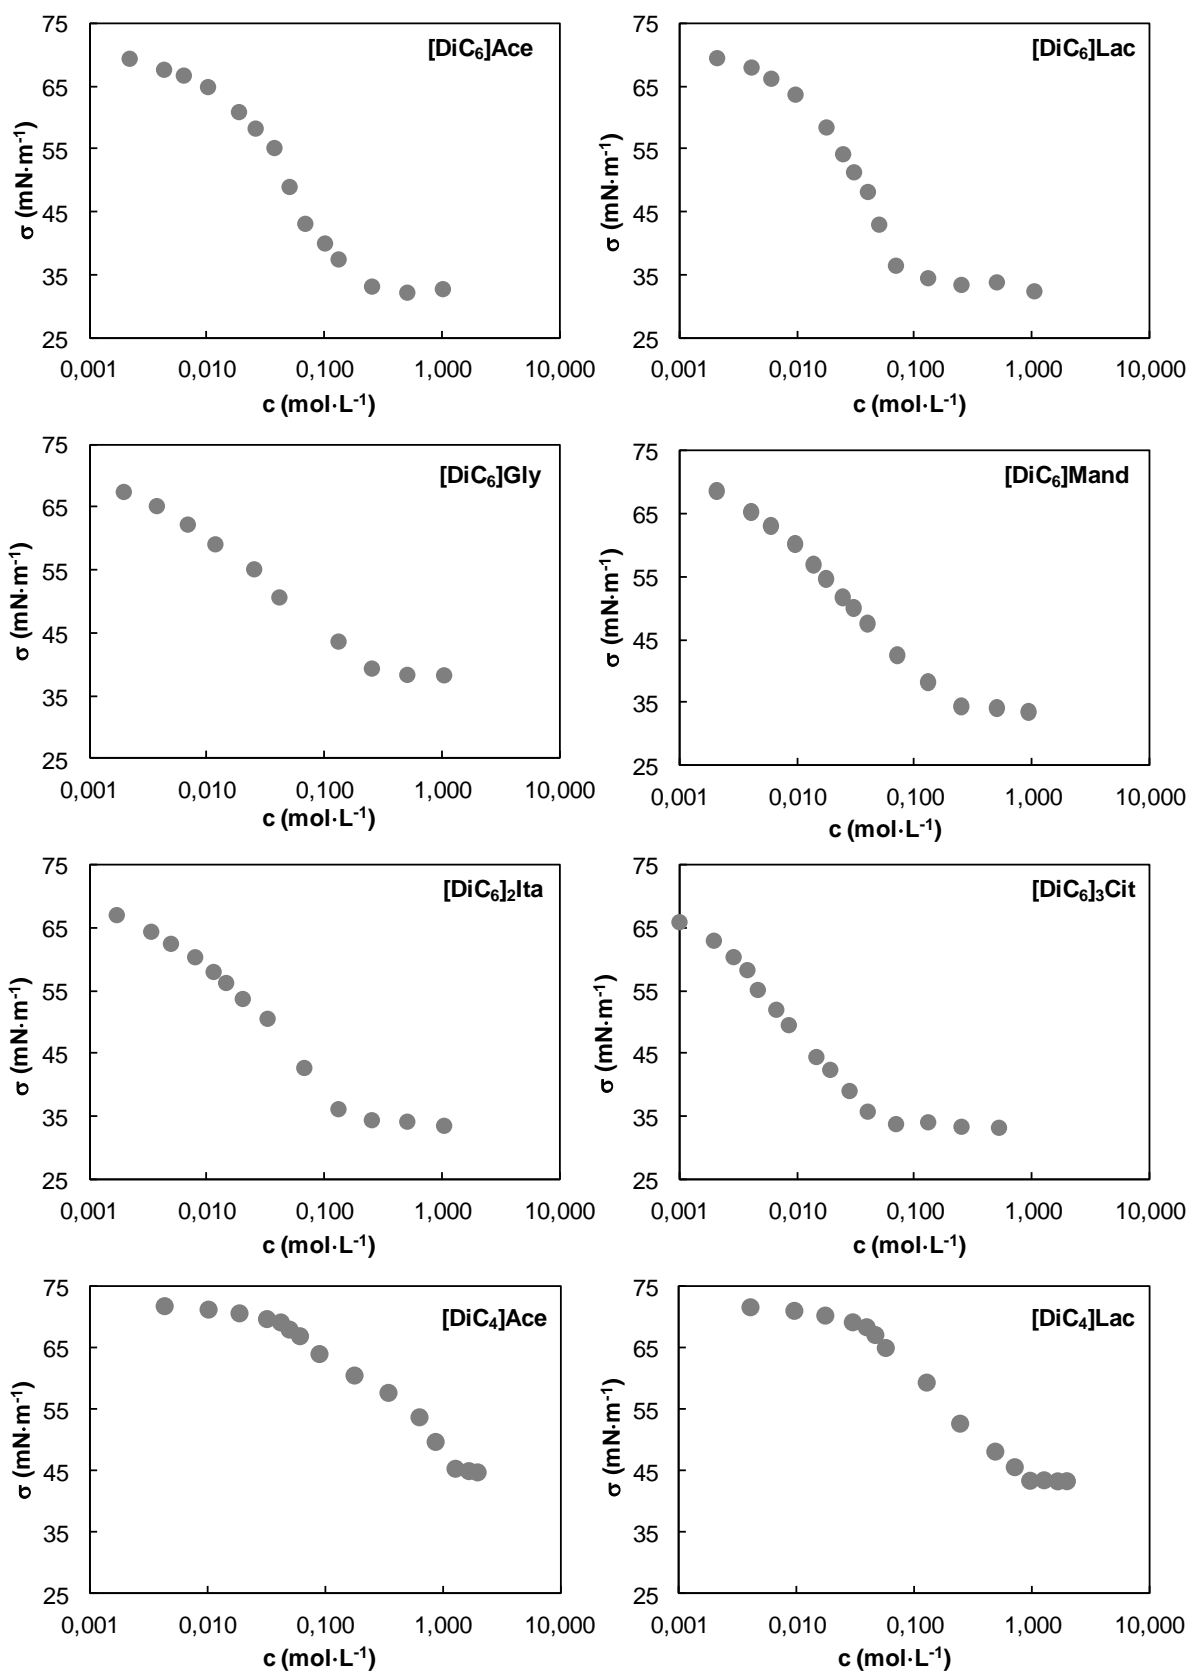 75
65
55
45
35
25
σ (mN·m⁻¹)
[DiC₆]Ace
0,001 0,010 0,100 1,000 10,000
c (mol·L⁻¹)
75
65
55
45
35
25
σ (mN·m⁻¹)
[DiC₆]Lac
0,001 0,010 0,100 1,000 10,000
c (mol·L⁻¹)
75
65
55
45
35
25
σ (mN·m⁻¹)
[DiC₆]Gly
0,001 0,010 0,100 1,000 10,000
c (mol·L⁻¹)
75
65
55
45
35
25
σ (mN·m⁻¹)
[DiC₆]Mand
0,001 0,010 0,100 1,000 10,000
c (mol·L⁻¹)
75
65
55
45
35
25
σ (mN·m⁻¹)
[DiC₆]₂Ita
0,001 0,010 0,100 1,000 10,000
c (mol·L⁻¹)
75
65
55
45
35
25
σ (mN·m⁻¹)
[DiC₆]₃Cit
0,001 0,010 0,100 1,000 10,000
c (mol·L⁻¹)
75
65
55
45
35
25
σ (mN·m⁻¹)
[DiC₄]Ace
0,001 0,010 0,100 1,000 10,000
c (mol·L⁻¹)
75
65
55
45
35
25
σ (mN·m⁻¹)
[DiC₄]Lac
0,001 0,010 0,100 1,000 10,000
c (mol·L⁻¹)